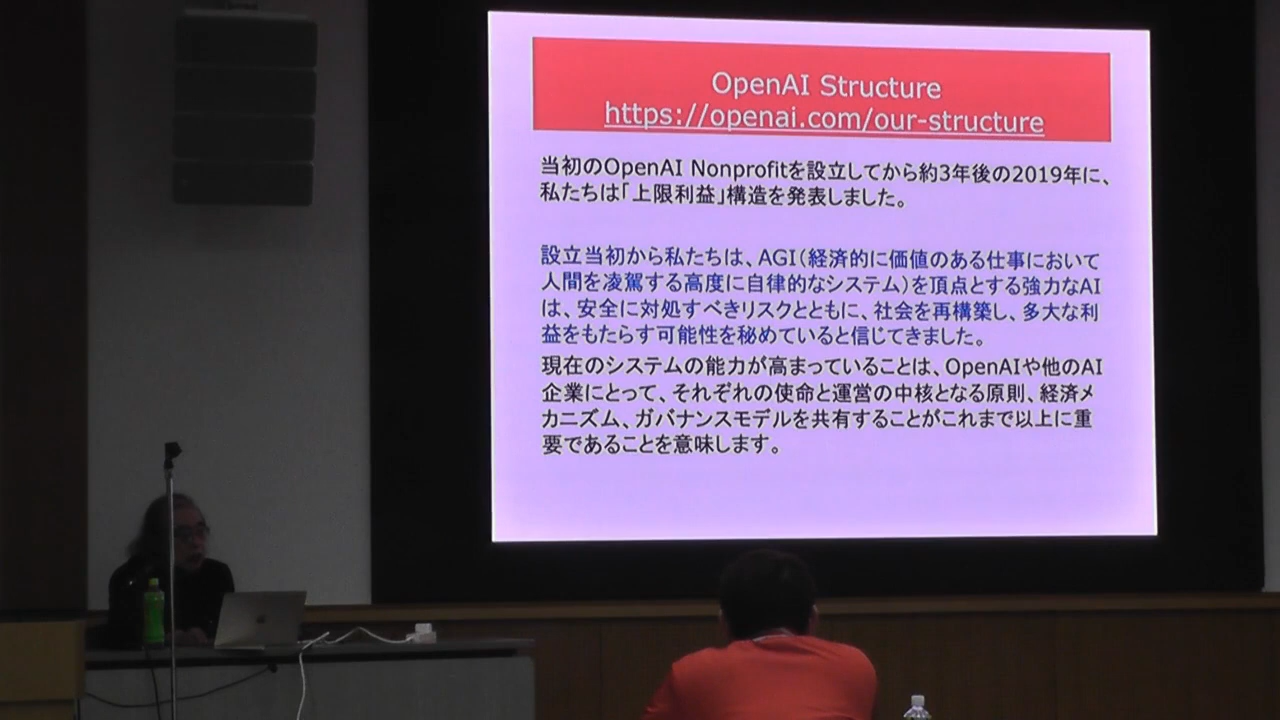 OpenAI Structure
https://openai.com/our-structure
当初のOpenAI Nonprofitを設立してから約3年後の2019年に、
私たちは「上限利益」構造を発表しました。
設立当初から私たちは、AGI(経済的に価値のある仕事において
人間を凌駕する高度に自律的なシステム)を頂点とする強力なAI
は、安全に対処すべきリスクとともに、社会を再構築し、多大な利
益をもたらす可能性を秘めていると信じてきました。
現在のシステムの能力が高まっていることは、OpenAIや他のAI
企業にとって、それぞれの使命と運営の中核となる原則、経済メ
カニズム、ガバナンスモデルを共有することがこれまで以上に重
要であることを意味します。